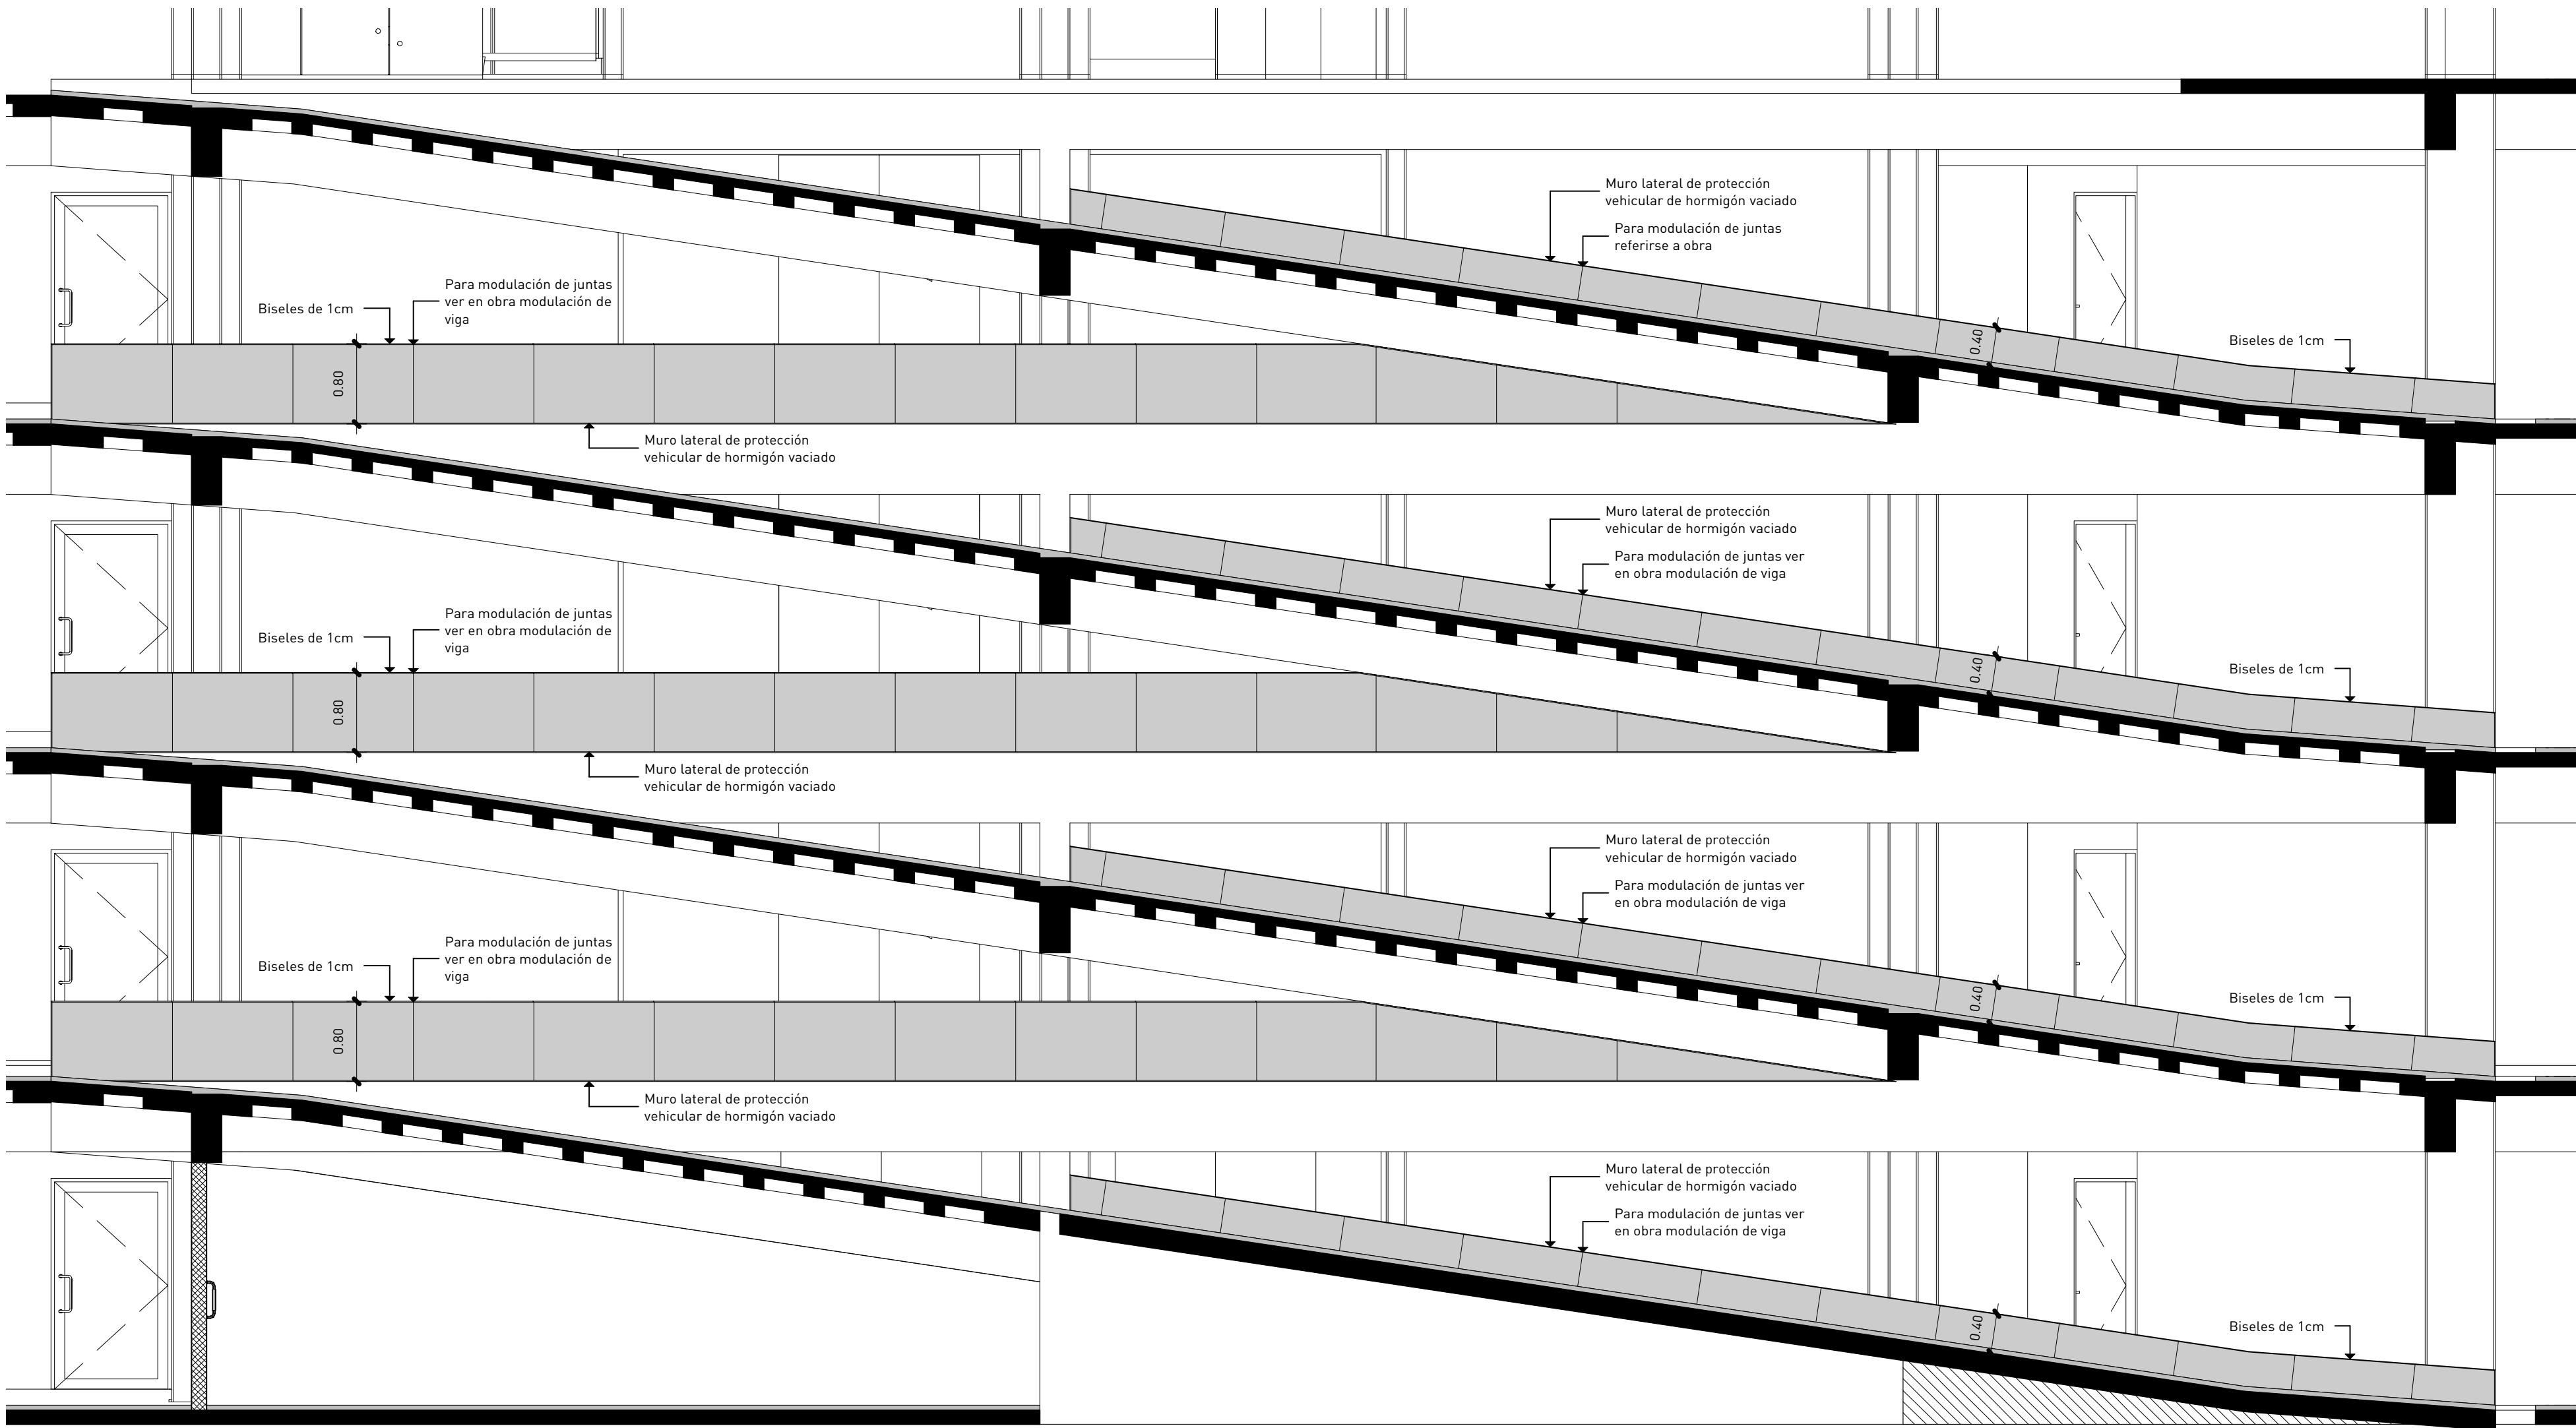 Muro lateral de protección
vehicular de hormigón vaciado
Para modulación de juntas
referirse a obra
Para modulación de juntas
ver en obra modulación de
viga
Biseles de 1cm
0.40
Biseles de 1cm
0.80
Muro lateral de protección
vehicular de hormigón vaciado
Muro lateral de protección
vehicular de hormigón vaciado
Para modulación de juntas ver
en obra modulación de viga
Para modulación de juntas
ver en obra modulación de
viga
Biseles de 1cm
0.40
Biseles de 1cm
0.80
Muro lateral de protección
vehicular de hormigón vaciado
Muro lateral de protección
vehicular de hormigón vaciado
Para modulación de juntas ver
en obra modulación de viga
Para modulación de juntas
ver en obra modulación de
viga
Biseles de 1cm
0.40
Biseles de 1cm
0.80
Muro lateral de protección
vehicular de hormigón vaciado
Muro lateral de protección
vehicular de hormigón vaciado
Para modulación de juntas ver
en obra modulación de viga
0.40
Biseles de 1cm